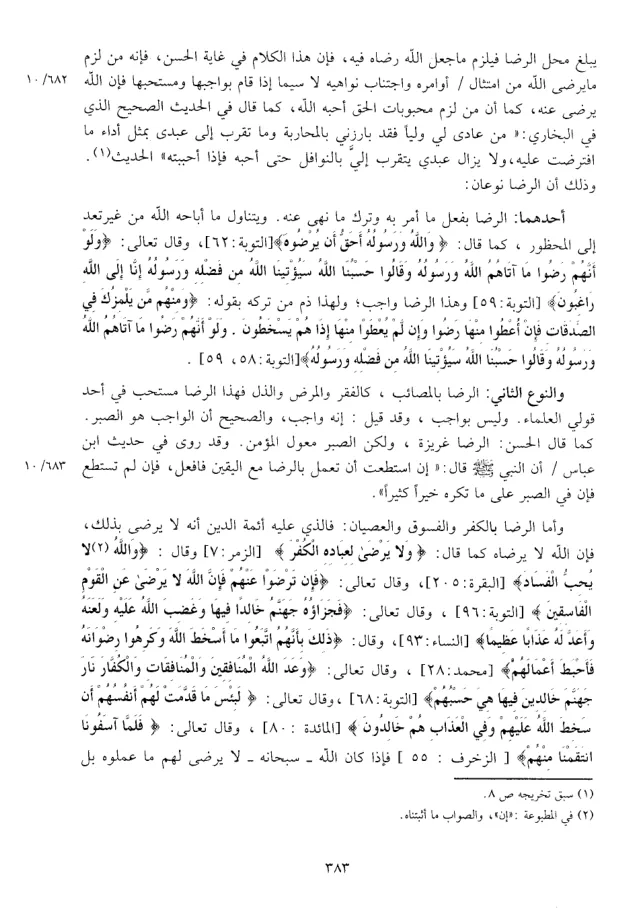 يبلغ محل الرضا فيلزم ماجعل الله رضاه فيه، فإن هذا الكلام في غاية الحسن، فإنه من لزم
١٠/٦٨٢ مايرضى الله من امتثال / أوامره واجتناب نواهيه لا سيما إذا قام بواجبها ومستحبها فإن الله
يرضى عنه، كما أن من لزم محبوبات الحق أحبه الله، كما قال في الحديث الصحيح الذي
في البخاري: « من عادى لي ولياً فقد بارزني بالمحاربة وما تقرب إلى عبدى بمثل أداء ما
افترضت عليه، ولا يزال عبدي يتقرب إليَّ بالنوافل حتى أحبه فإذا أحببته» الحديث(١).
وذلك أن الرضا نوعان:
أحدهما: الرضا بفعل ما أمر به وترك ما نهى عنه. ويتناول ما أباحه الله من غيرتعد
إلى المحظور ، كما قال: ﴿ وَاللَّهُ وَرَسُولُهُ أَحَقُّ أَن يُرْضُوهُ﴾[التوبة:٦٢]، وقال تعالى: ﴿وَلَوْ
أَنَّهُمْ رَضُوا مَا آتَاهُمُ اللَّهُ وَرَسُولُهُ وَقَالُوا حَسْبُنَا اللَّهُ سَيُؤْتِينَا اللَّهُ مِن فَضْلِهِ وَرَسُولُهُ إِنَّا إِلَى اللَّهِ
رَاغِبُونَ﴾ [التوبة:٥٩] وهذا الرضا واجب؛ ولهذا ذم من تركه بقوله: ﴿وَمِنْهُم مَّن يَلْمِزُكَ فِي
الصَّدَقَاتِ فَإِنْ أُعْطُوا مِنْهَا رَضُوا وَإِن لَّمْ يُعْطَوْا مِنْهَا إِذَا هُمْ يَسْخَطُونَ . وَلَوْ أَنَّهُمْ رَضُوا مَا آتَاهُمُ اللَّهُ
وَرَسُولُهُ وَقَالُوا حَسْبُنَا اللَّهُ سَيُؤْتِينَا اللَّهُ مِن فَضْلِهِ وَرَسُولُهُ﴾[التوبة:٥٨، ٥٩] .
والنوع الثاني: الرضا بالمصائب ، كالفقر والمرض والذل فهذا الرضا مستحب في أحد
قولي العلماء. وليس بواجب ، وقد قيل : إنه واجب، والصحيح أن الواجب هو الصبر.
كما قال الحسن: الرضا غريزة ، ولكن الصبر معول المؤمن. وقد روى في حديث ابن
١٠/٦٨٣ عباس / أن النبي ﷺ قال: « إن استطعت أن تعمل بالرضا مع اليقين فافعل، فإن لم تستطع
فإن في الصبر على ما تكره خيراً كثيراً».
وأما الرضا بالكفر والفسوق والعصيان: فالذي عليه أئمة الدين أنه لا يرضى بذلك،
فإن الله لا يرضاه كما قال: ﴿ وَلا يَرْضَىٰ لِعِبَادِهِ الْكُفْرَ ﴾ [الزمر:٧] وقال : ﴿وَاللَّهُ (٢)لا
يُحِبُّ الْفَسَادَ﴾ [البقرة:٢٠٥]، وقال تعالى: ﴿فَإِن تَرْضَوْا عَنْهُمْ فَإِنَّ اللَّهَ لا يَرْضَىٰ عَنِ الْقَوْمِ
الْفَاسِقِينَ ﴾ [التوبة:٩٦] ، وقال تعالى: ﴿فَجَزَاؤُهُ جَهَنَّمُ خَالِدًا فِيهَا وَغَضِبَ اللَّهُ عَلَيْهِ وَلَعَنَهُ
وَأَعَدَّ لَهُ عَذَابًا عَظِيمًا﴾ [النساء:٩٣]، وقال: ﴿ذَلِكَ بِأَنَّهُمُ اتَّبَعُوا مَا أَسْخَطَ اللَّهَ وَكَرِهُوا رِضْوَانَهُ
فَأَحْبَطَ أَعْمَالَهُمْ﴾ [محمد:٢٨] ، وقال تعالى: ﴿وَعَدَ اللَّهُ الْمُنَافِقِينَ وَالْمُنَافِقَاتِ وَالْكُفَّارَ نَارَ
جَهَنَّمَ خَالِدِينَ فِيهَا هِيَ حَسْبُهُمْ﴾ [التوبة:٦٨] ،وقال تعالى: ﴿ لَبِئْسَ مَا قَدَّمَتْ لَهُمْ أَنفُسُهُمْ أَن
سَخِطَ اللَّهُ عَلَيْهِمْ وَفِي الْعَذَابِ هُمْ خَالِدُونَ ﴾ [المائدة :٨٠] ، وقال تعالى: ﴿ فَلَمَّا آسَفُونَا
انتَقَمْنَا مِنْهُمْ﴾ [ الزخرف : ٥٥ ] فإذا كان الله ـ سبحانه ـ لا يرضى لهم ما عملوه بل
(١) سبق تخريجه ص ٨.
(٢) في المطبوعة :«إن»، والصواب ما أثبتناه.
٣٨٣